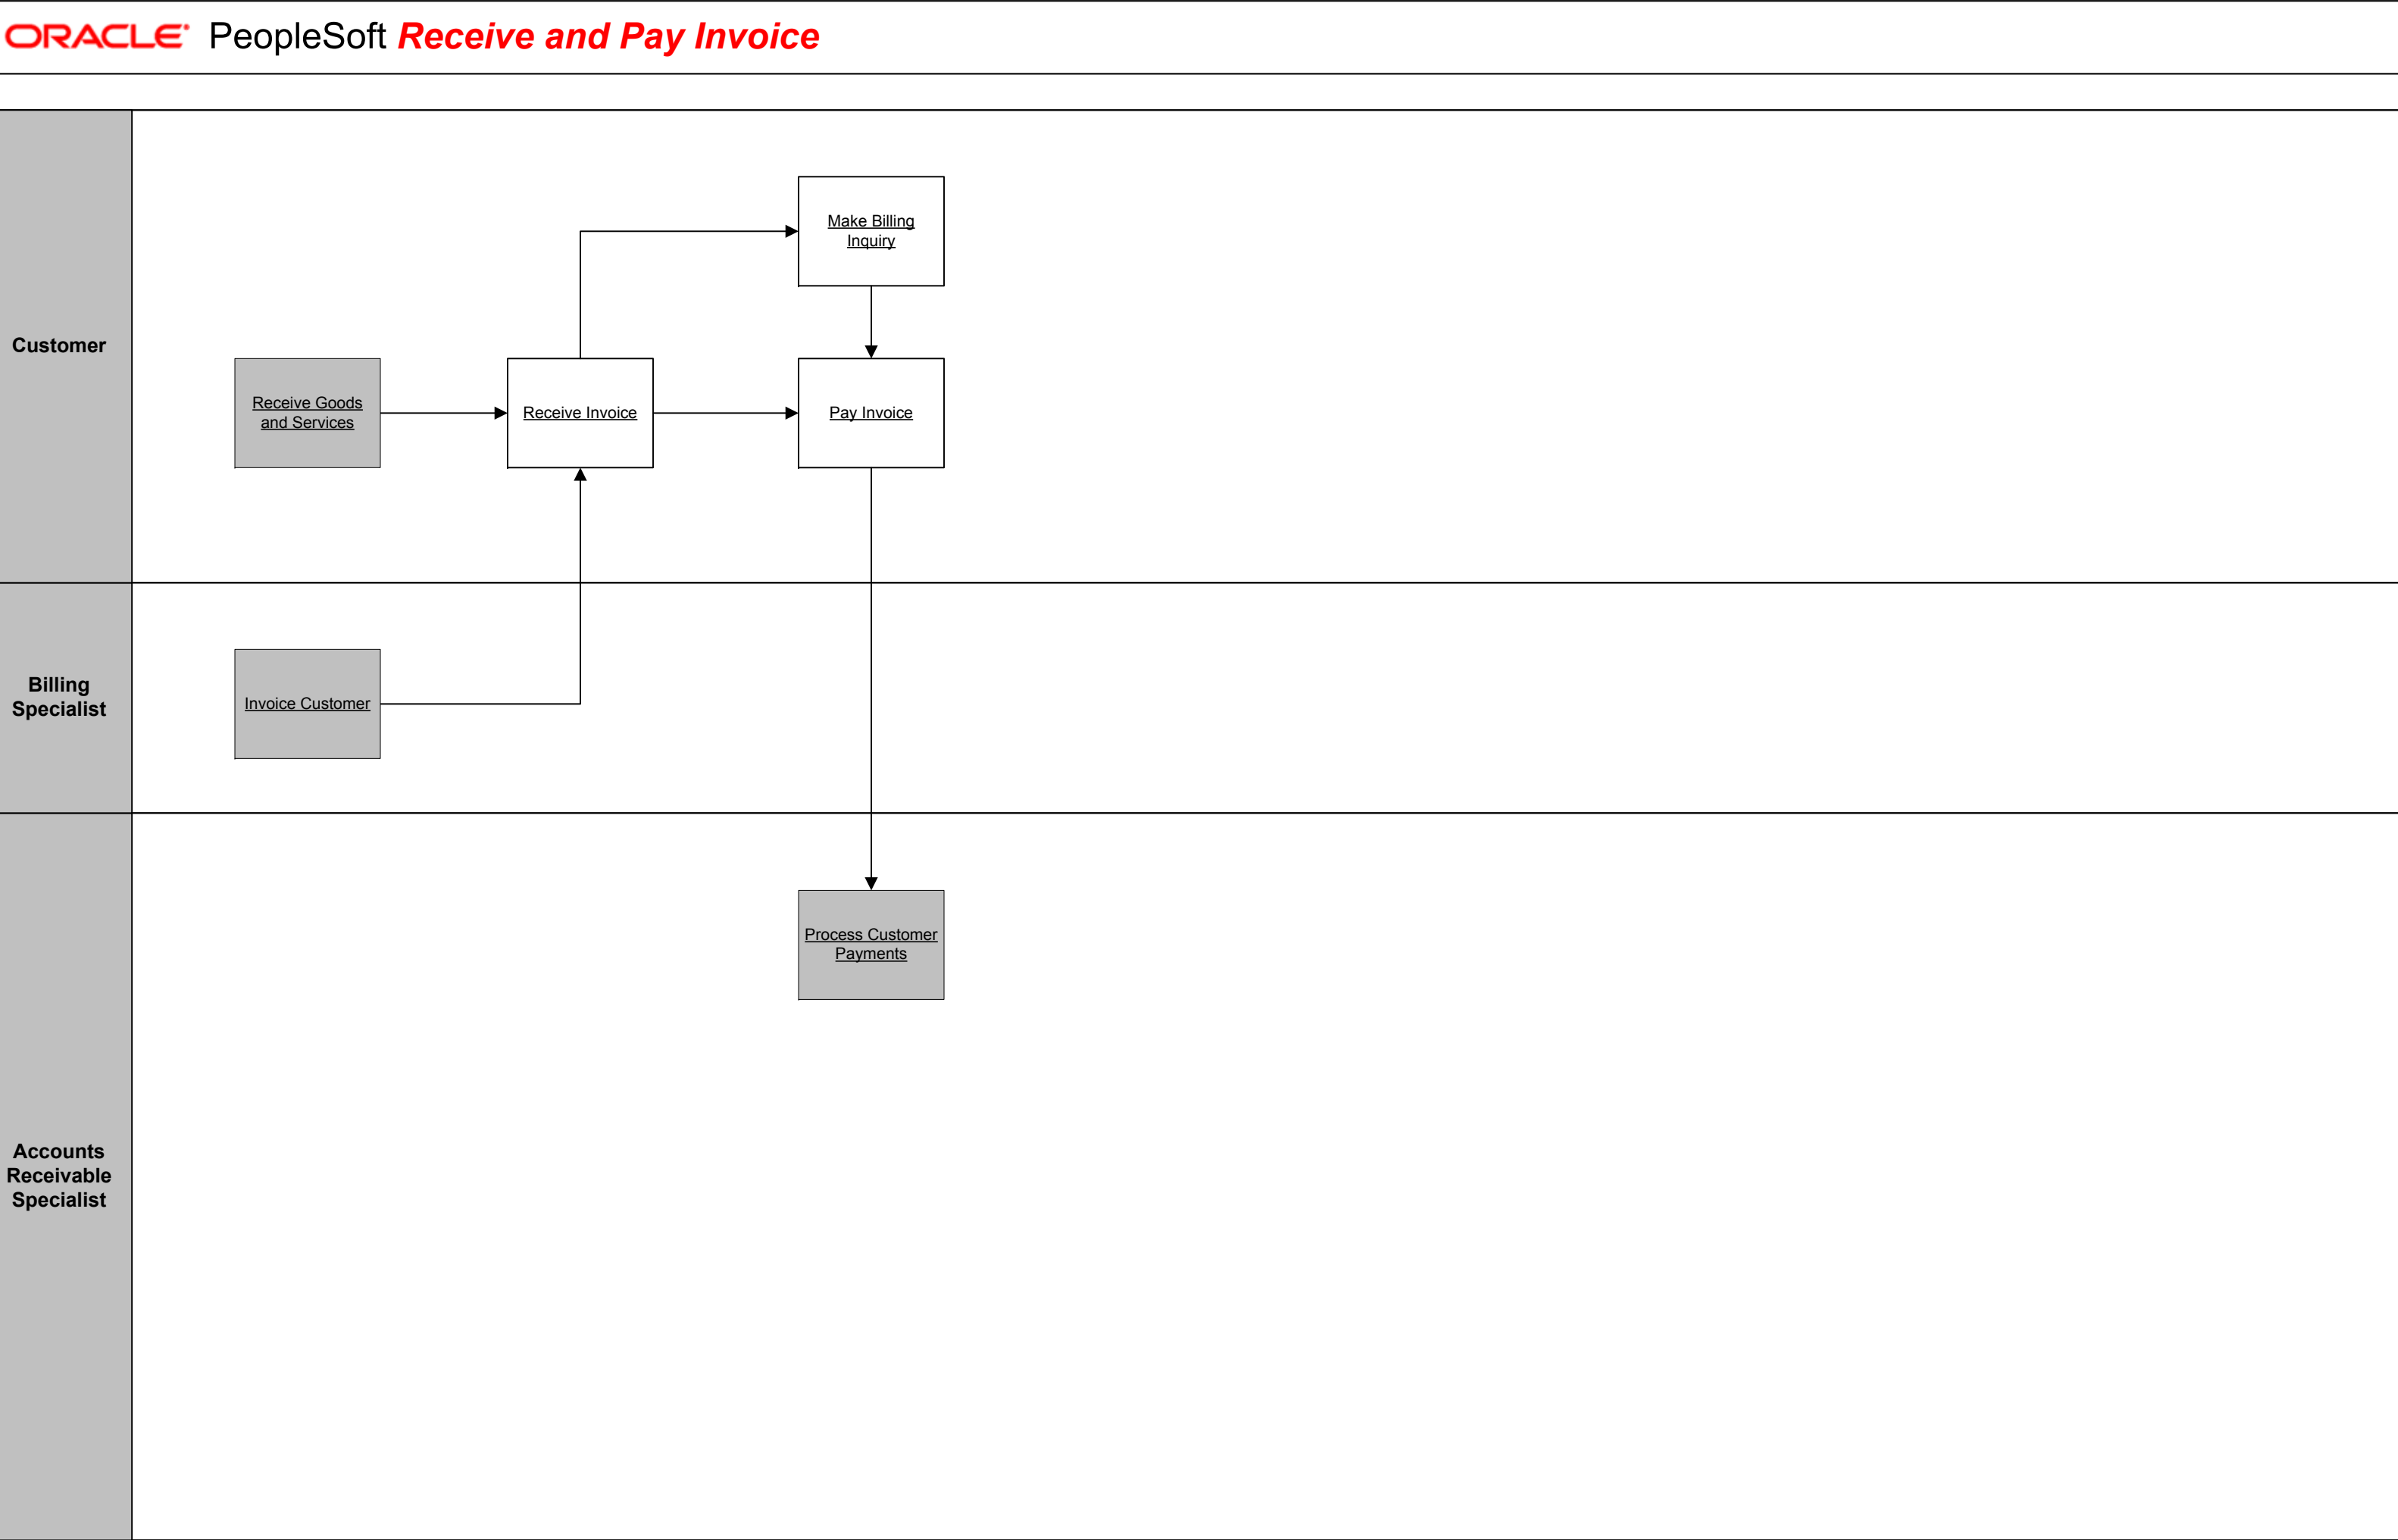 ORACLE PeopleSoft Receive and Pay Invoice
Customer
Make Billing
Inquiry
Receive Goods
and Services
Receive Invoice
Pay Invoice
Billing
Specialist
Invoice Customer
Accounts
Receivable
Specialist
Process Customer
Payments